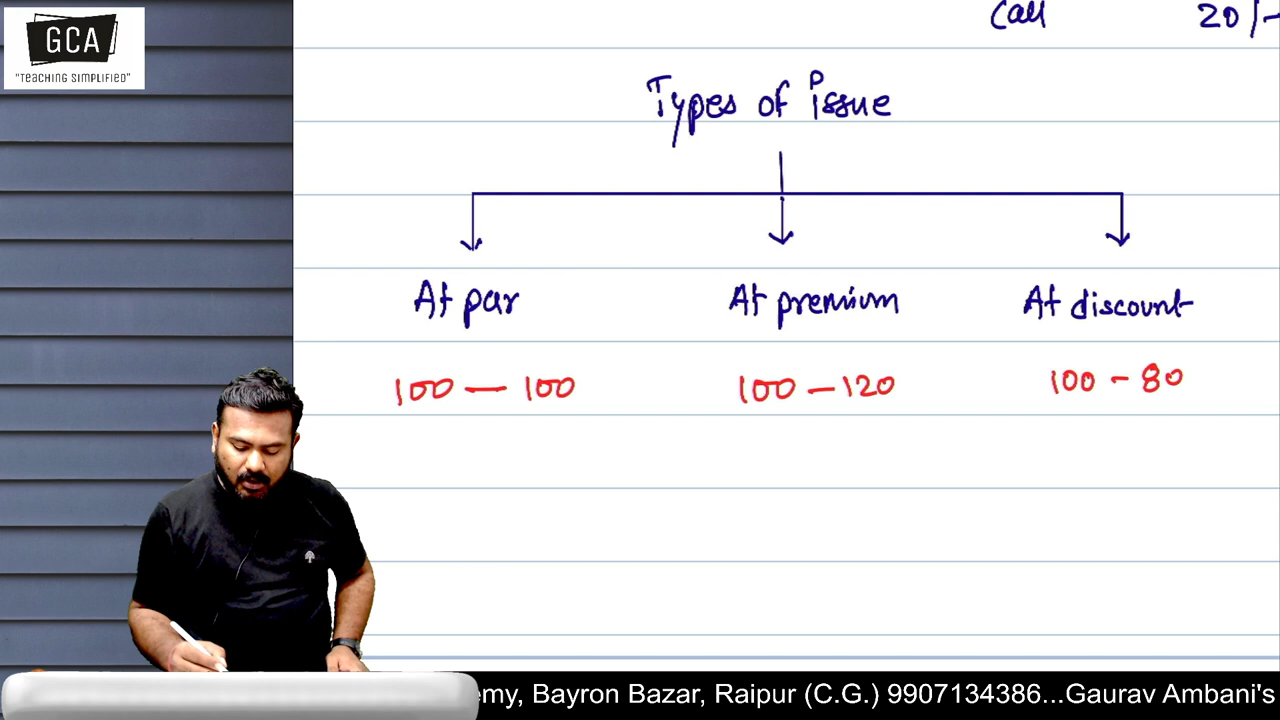 GCA
"TEACHING SIMPLIFIED"
Call 20/-
Types of issue
At par At premium At discount
100 — 100 100 — 120 100 - 80
emy, Bayron Bazar, Raipur (C.G.) 9907134386...Gaurav Ambani's